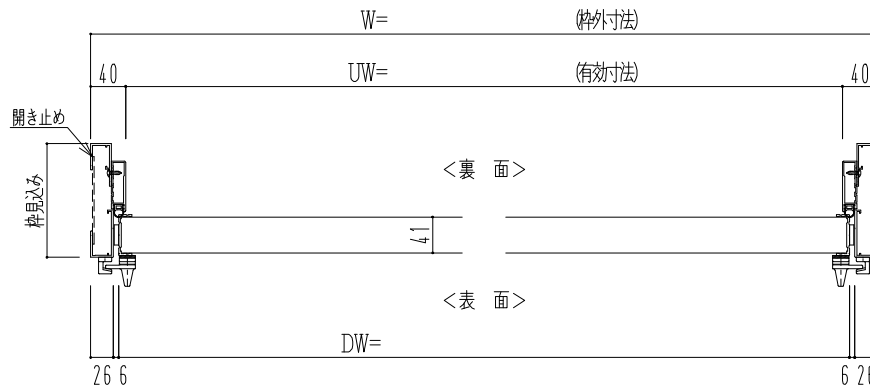 W= (枠外寸法)
40 UW= (有効寸法) 40
開き止め
<裏 面>
枠見込み
41
<表 面>
DW=
26 6 6 26